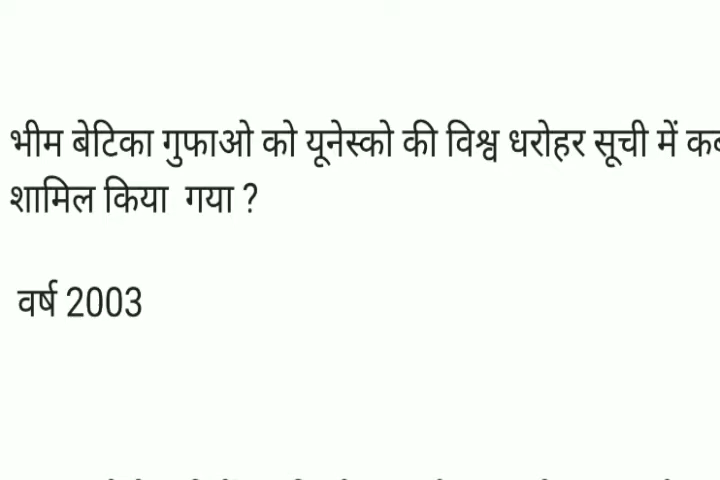 भीम बेटिका गुफाओ को यूनेस्को की विश्व धरोहर सूची में
शामिल किया गया ?
वर्ष 2003